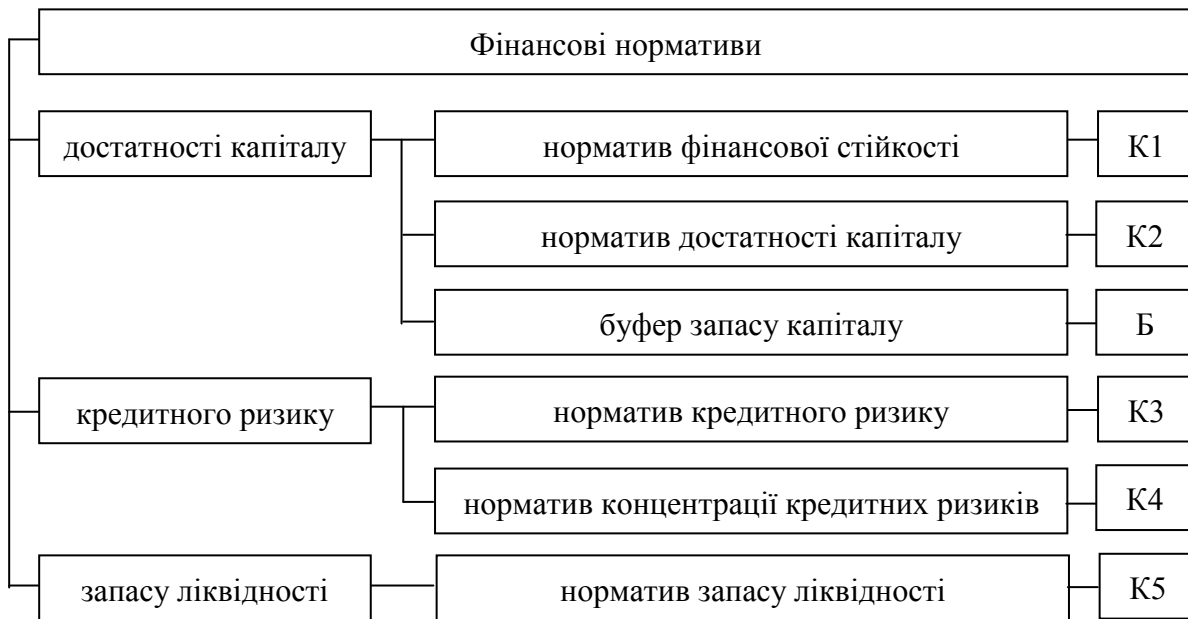 Фінансові нормативи
достатності капіталу
норматив фінансової стійкості
К1
норматив достатності капіталу
К2
буфер запасу капіталу
Б
кредитного ризику
норматив кредитного ризику
К3
норматив концентрації кредитних ризиків
К4
запасу ліквідності
норматив запасу ліквідності
К5